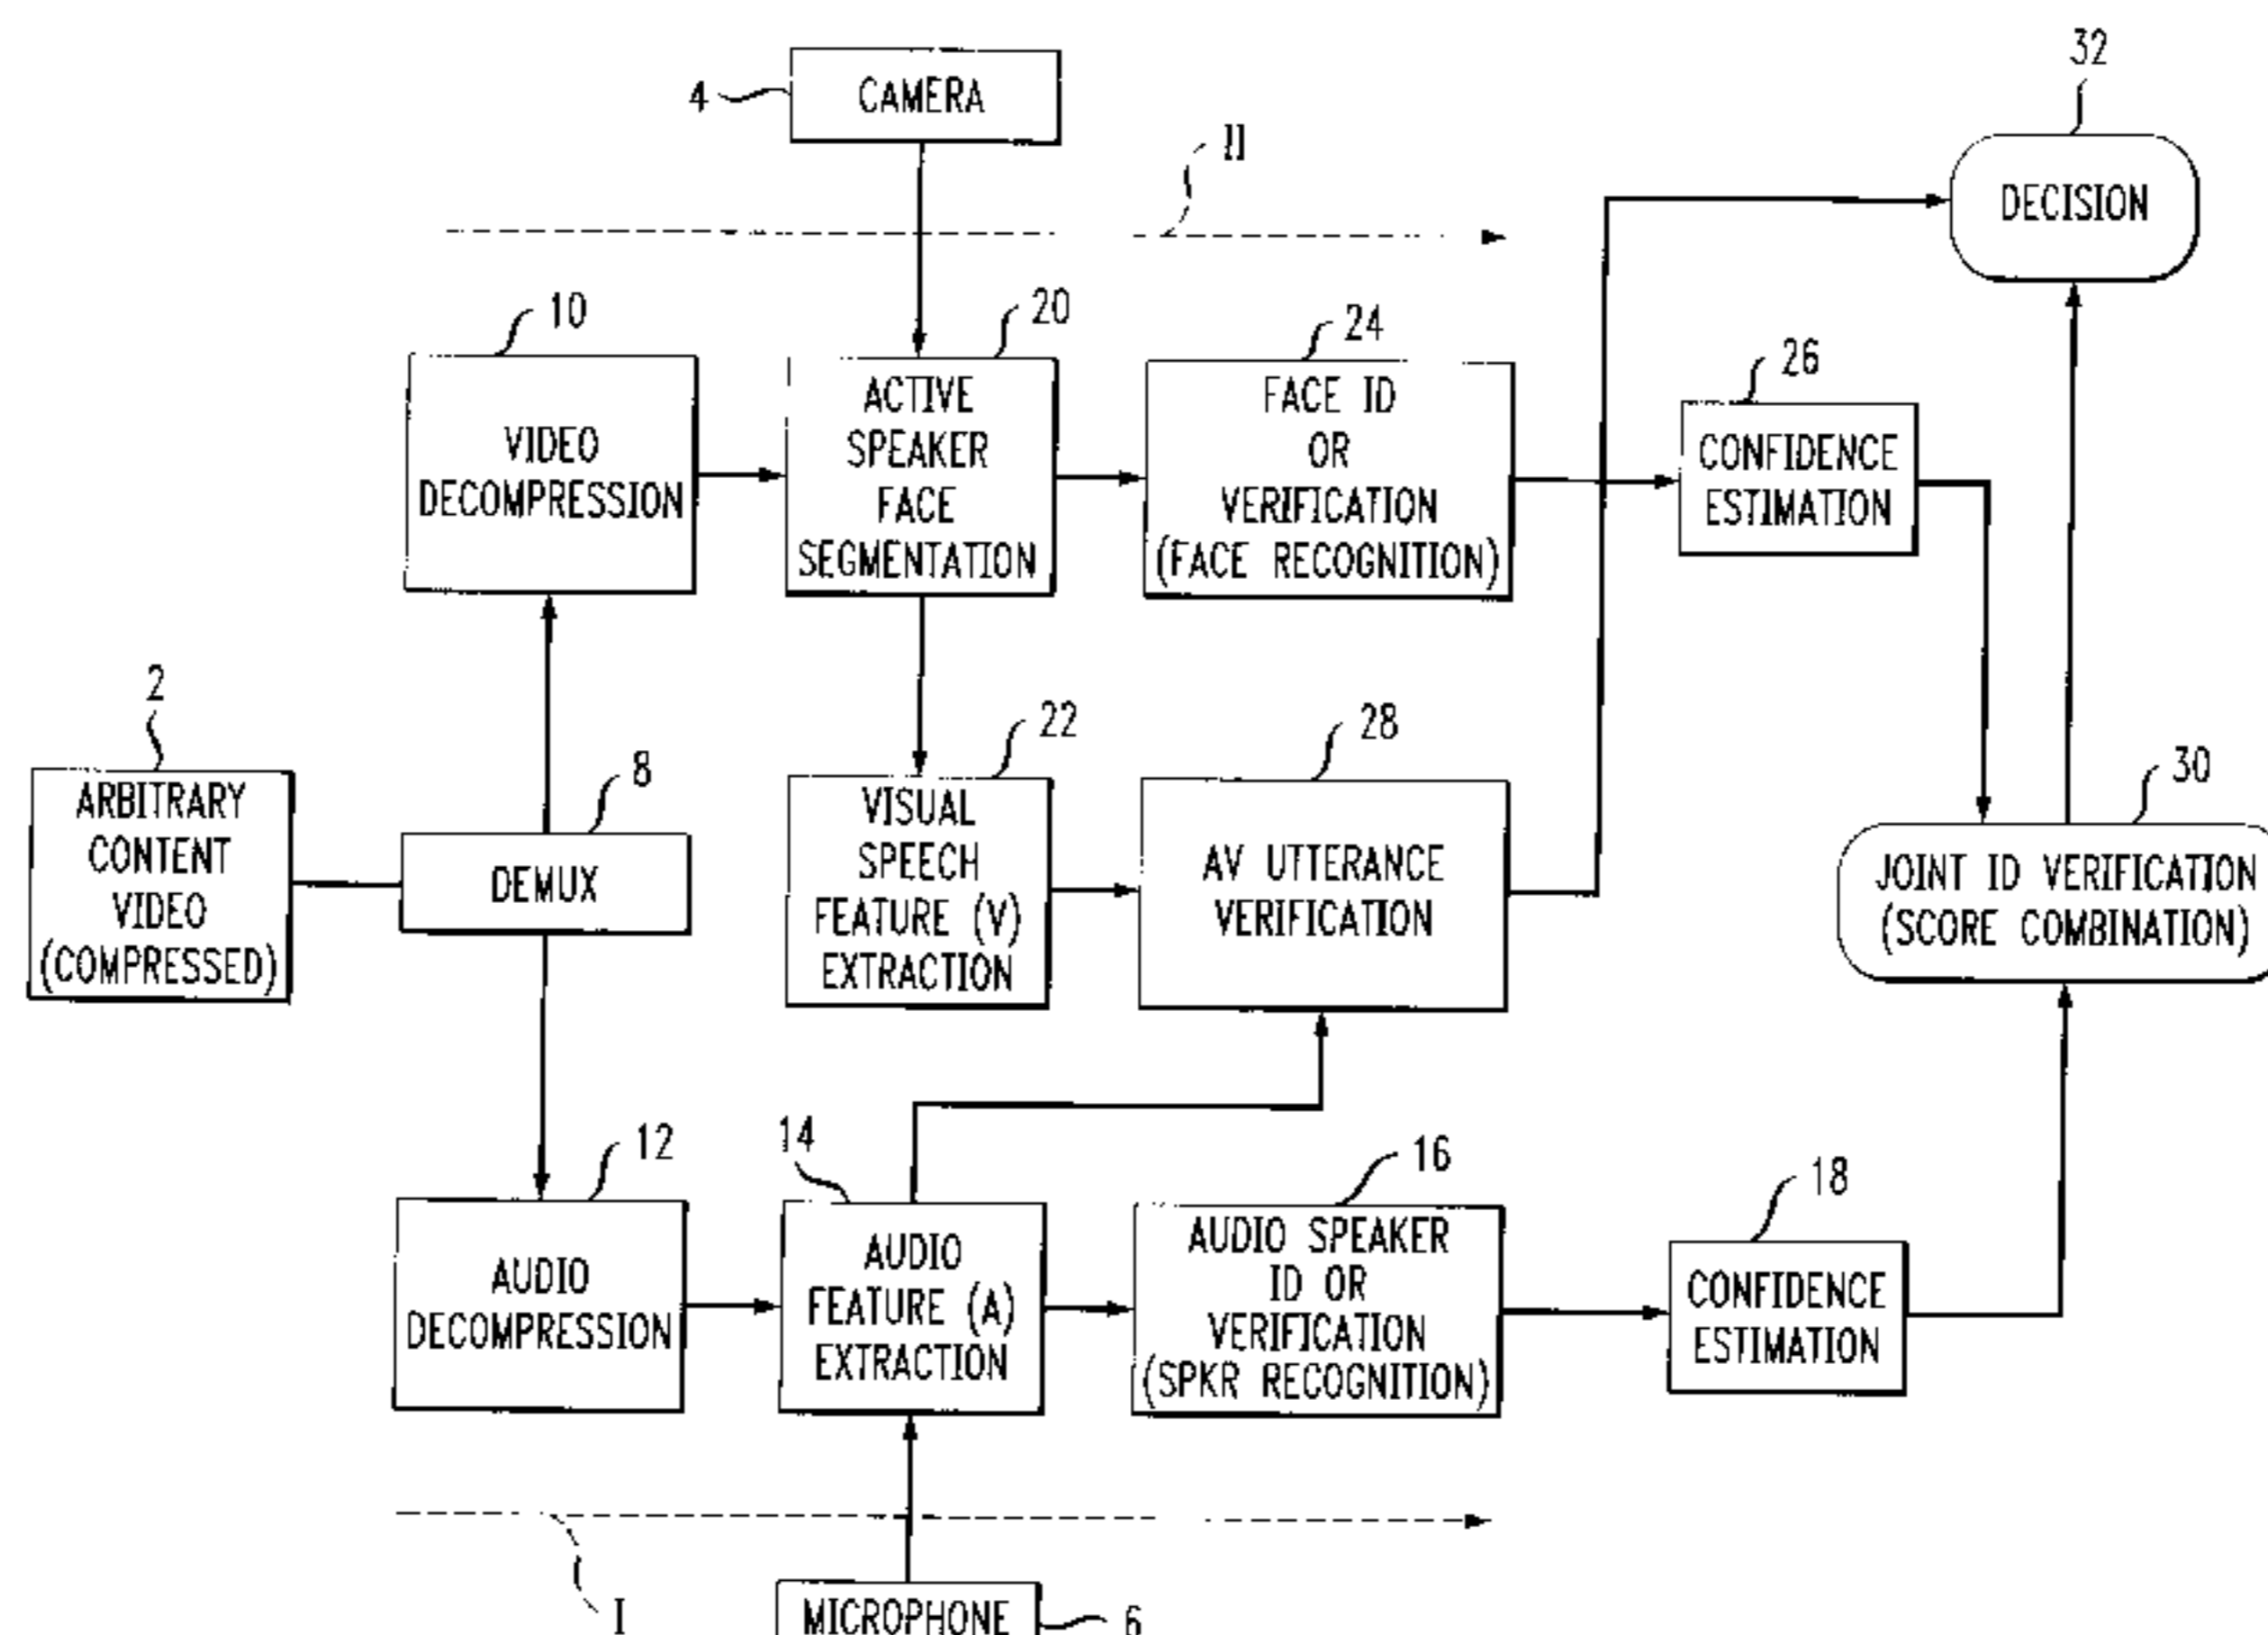 32
4
CAMERA
II
DECISION
10
20
24
26
VIDEO
DECOMPRESSION
ACTIVE
SPEAKER
FACE
SEGMENTATION
FACE ID
OR
VERIFICATION
(FACE RECOGNITION)
CONFIDENCE
ESTIMATION
2
8
22
28
30
ARBITRARY
CONTENT
VIDEO
(COMPRESSED)
DEMUX
VISUAL
SPEECH
FEATURE (V)
EXTRACTION
AV UTTERANCE
VERIFICATION
JOINT ID VERIFICATION
(SCORE COMBINATION)
12
14
16
18
AUDIO
DECOMPRESSION
AUDIO
FEATURE (A)
EXTRACTION
AUDIO SPEAKER
ID OR
VERIFICATION
(SPKR RECOGNITION)
CONFIDENCE
ESTIMATION
I
MICROPHONE
6